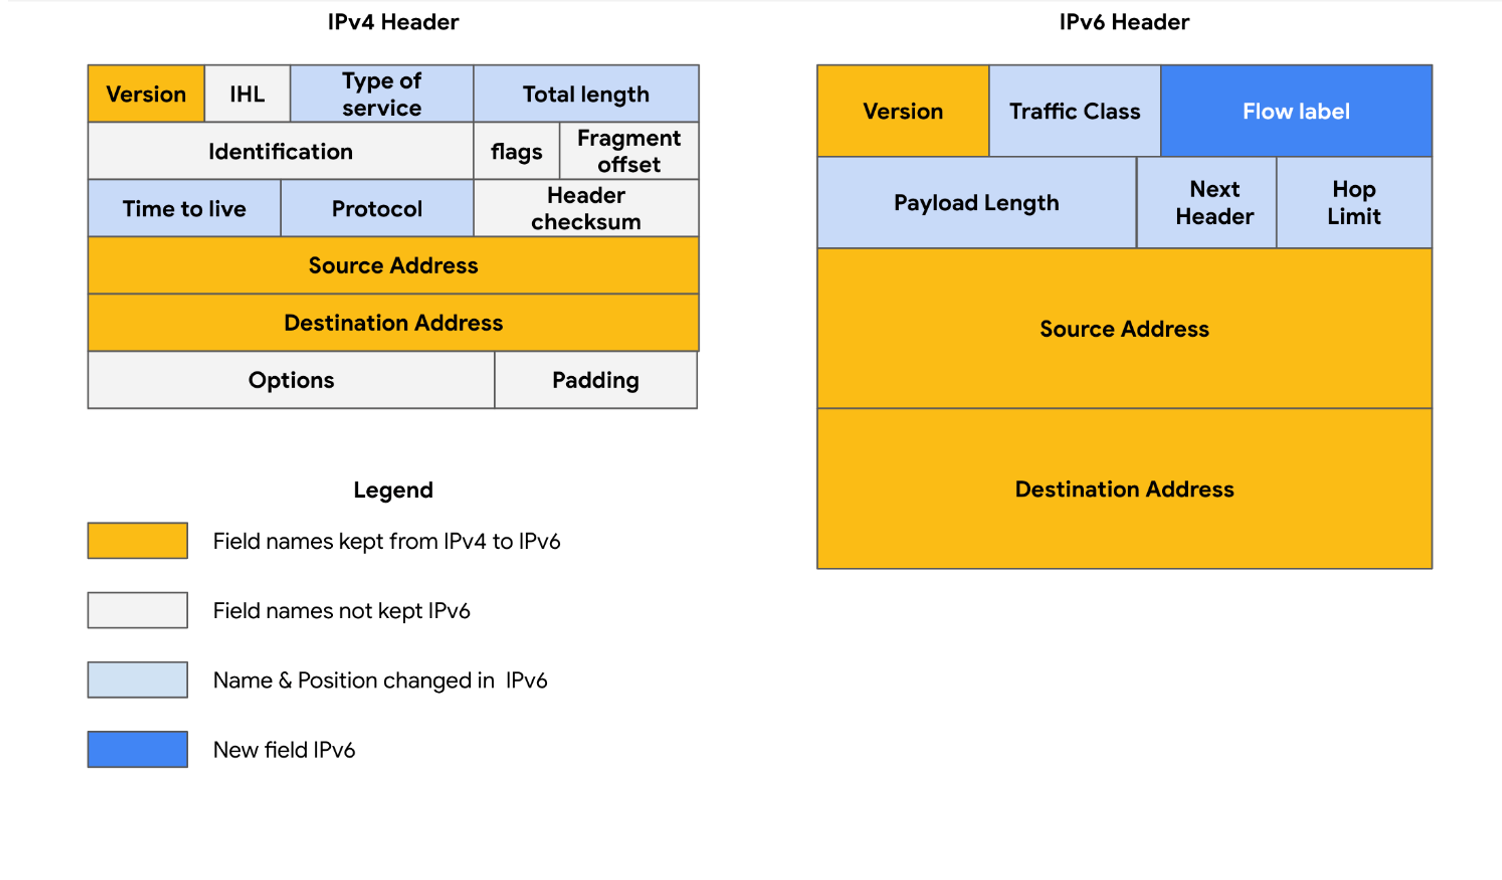 IPv4 Header
Version
IHL
Type of
service
Total length
Identification
flags
Fragment
offset
Time to live
Protocol
Header
checksum
Source Address
Destination Address
Options
Padding
Legend
Field names kept from IPv4 to IPv6
Field names not kept IPv6
Name & Position changed in  IPv6
New field IPv6
IPv6 Header
Version
Traffic Class
Flow label
Payload Length
Next
Header
Hop
Limit
Source Address
Destination Address